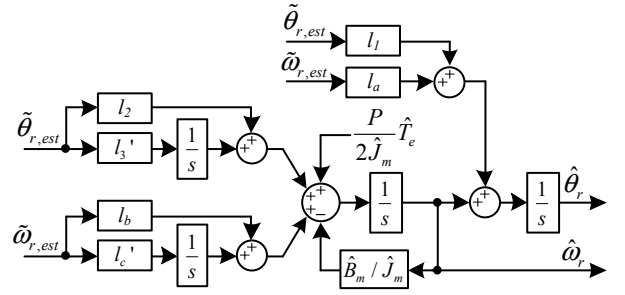 θ̃r,est
l1
ω̃r,est
la
+
+
l2
θ̃r,est
l3'
1/s
+
+
P/2Ĵm T̂e
+
+
+
−
1/s
+
+
1/s
θ̂r
lb
ω̃r,est
lc'
1/s
+
+
B̂m / Ĵm
ω̂r